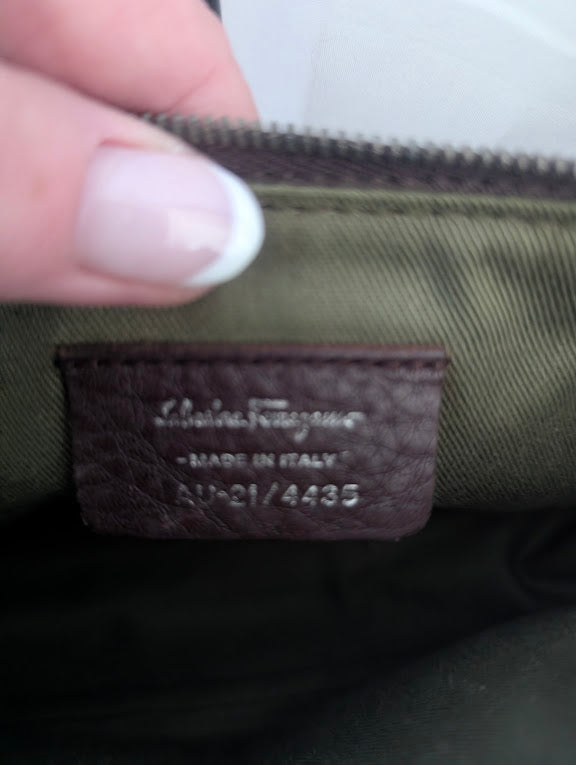 Salvatore Ferragamo
-MADE IN ITALY-
AU-21/4435